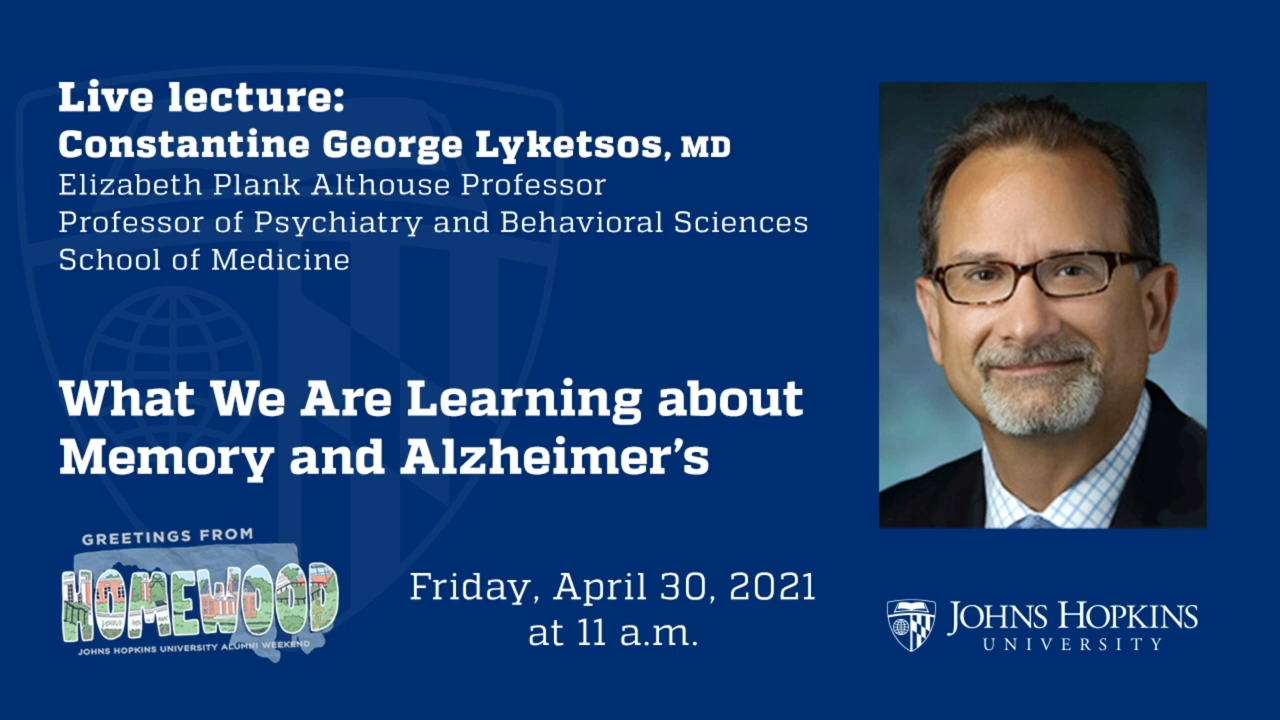 Live lecture:
Constantine George Lyketsos, MD
Elizabeth Plank Althouse Professor
Professor of Psychiatry and Behavioral Sciences
School of Medicine
What We Are Learning about
Memory and Alzheimer’s
GREETINGS FROM
HOMEWOOD
JOHNS HOPKINS UNIVERSITY ALUMNI WEEKEND
Friday, April 30, 2021
at 11 a.m.
JOHNS HOPKINS
UNIVERSITY